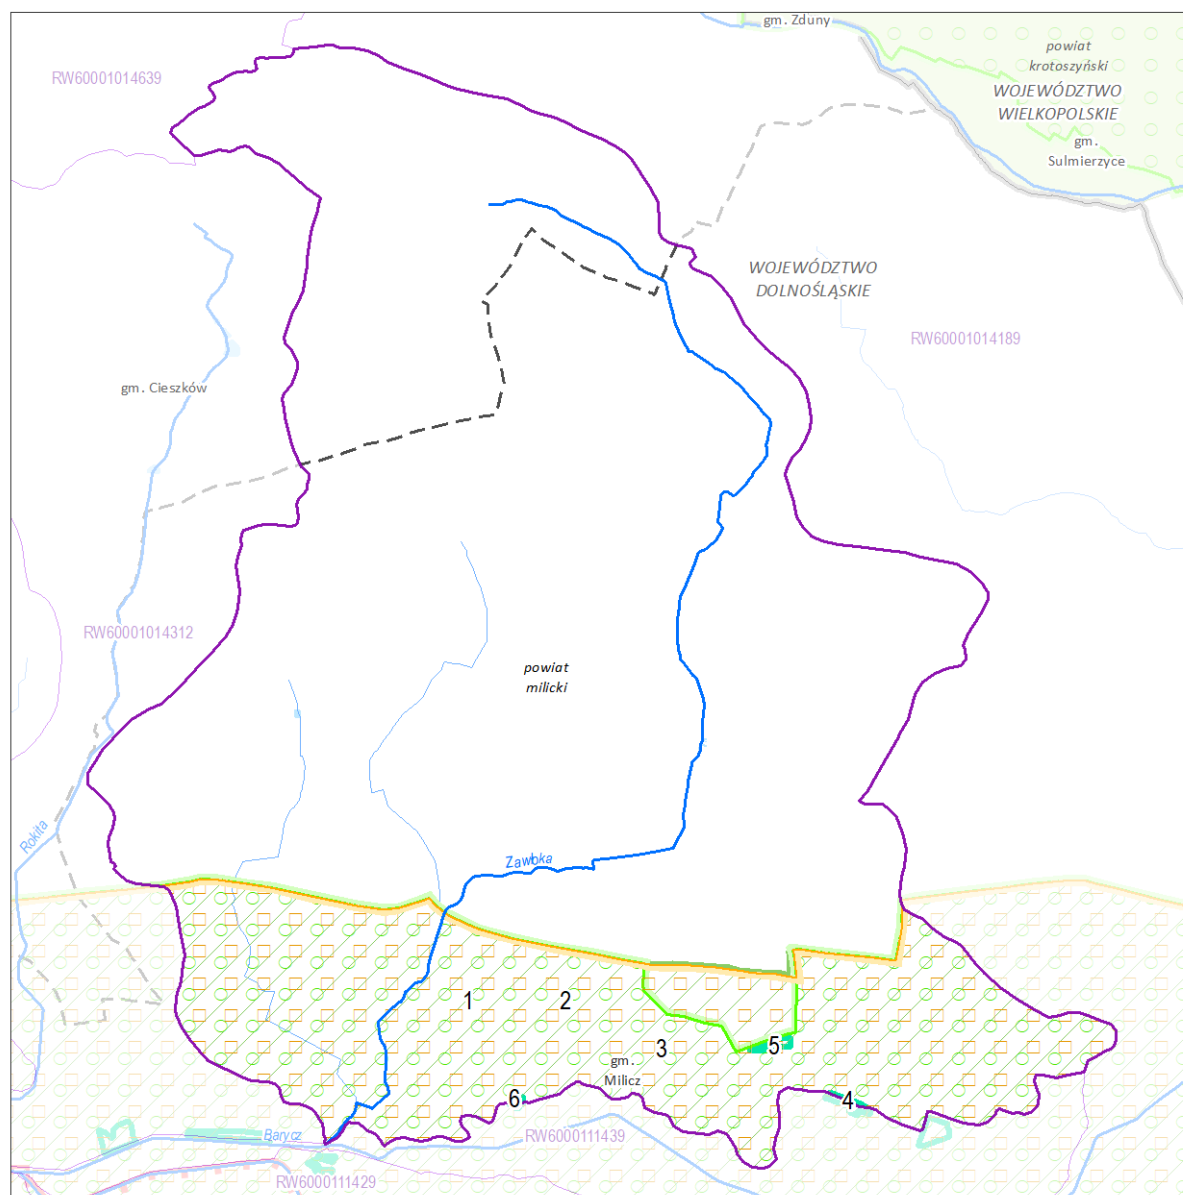 gm. Zduny
powiat
krotoszyński
WOJEWÓDZTWO
WIELKOPOLSKIE
gm.
Sulmierzyce
RW60001014639
WOJEWÓDZTWO
DOLNOŚLĄSKIE
RW60001014189
gm. Cieszków
RW60001014312
powiat
milicki
Rokita
Zawłoka
1
2
3
5
gm.
Milicz
6
4
Barycz
RW6000111439
RW6000111429